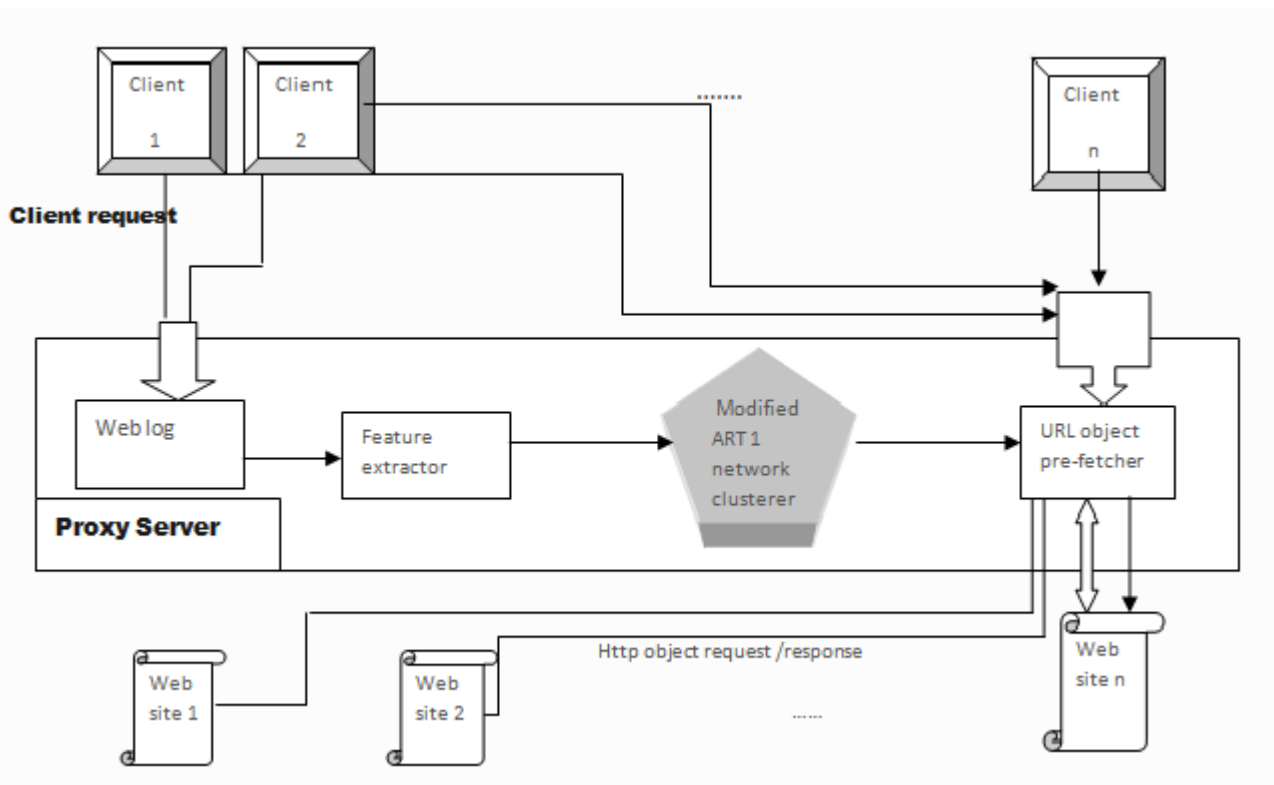 Client
1
Client
2
.......
Client
n
Client request
Web log
Feature
extractor
Modified
ART 1
network
clusterer
URL object
pre-fetcher
Proxy Server
Http object request /response
Web
site 1
Web
site 2
......
Web
site n